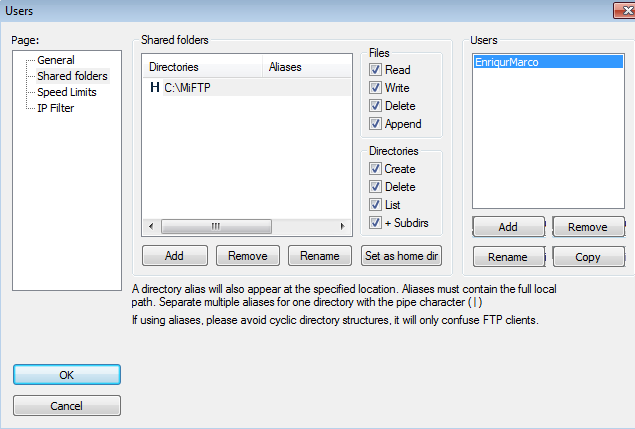 Users
Page:
General
Shared folders
Speed Limits
IP Filter
Shared folders
Directories Aliases
H C:\MiFTP
Files
Read
Write
Delete
Append
Directories
Create
Delete
List
+ Subdirs
Add Remove Rename Set as home dir
Users
EnriqurMarco
Add Remove
Rename Copy
A directory alias will also appear at the specified location. Aliases must contain the full local
path. Separate multiple aliases for one directory with the pipe character ( | )
If using aliases, please avoid cyclic directory structures, it will only confuse FTP clients.
OK
Cancel